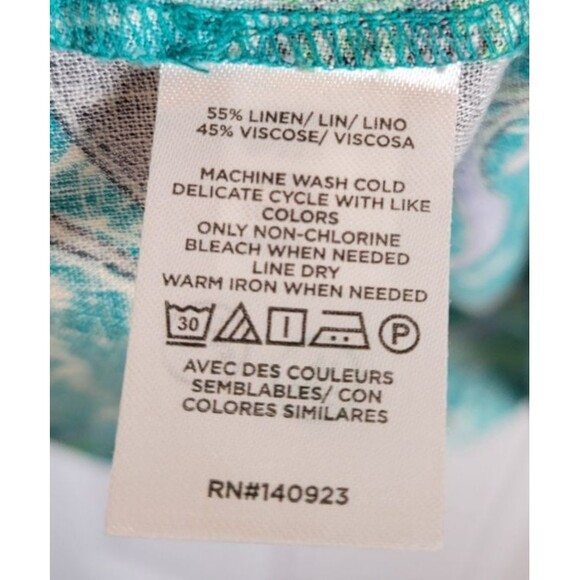 55% LINEN/ LIN/ LINO
45% VISCOSE/ VISCOSA
MACHINE WASH COLD
DELICATE CYCLE WITH LIKE
COLORS
ONLY NON-CHLORINE
BLEACH WHEN NEEDED
LINE DRY
WARM IRON WHEN NEEDED
30 P
AVEC DES COULEURS
SEMBLABLES/ CON
COLORES SIMILARES
RN#140923